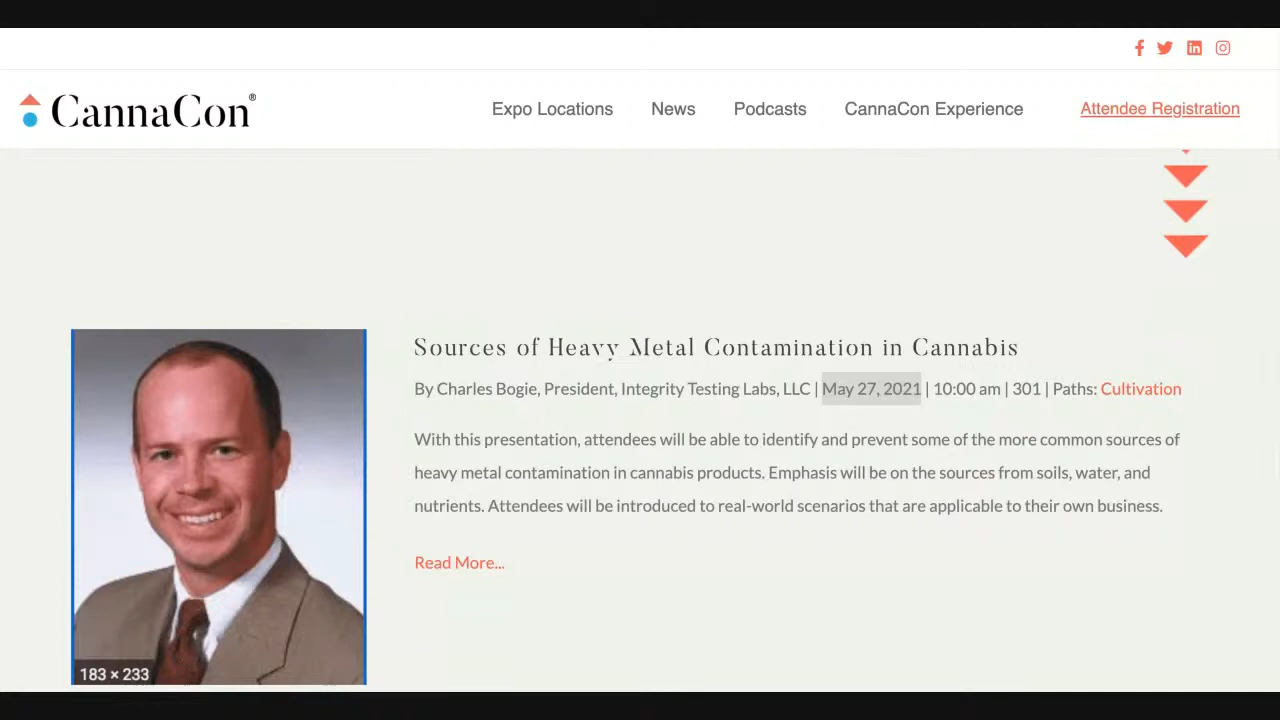 CannaCon®
Expo Locations News Podcasts CannaCon Experience Attendee Registration
Sources of Heavy Metal Contamination in Cannabis
By Charles Bogie, President, Integrity Testing Labs, LLC | May 27, 2021 | 10:00 am | 301 | Paths: Cultivation
With this presentation, attendees will be able to identify and prevent some of the more common sources of
heavy metal contamination in cannabis products. Emphasis will be on the sources from soils, water, and
nutrients. Attendees will be introduced to real-world scenarios that are applicable to their own business.
Read More...
183 × 233